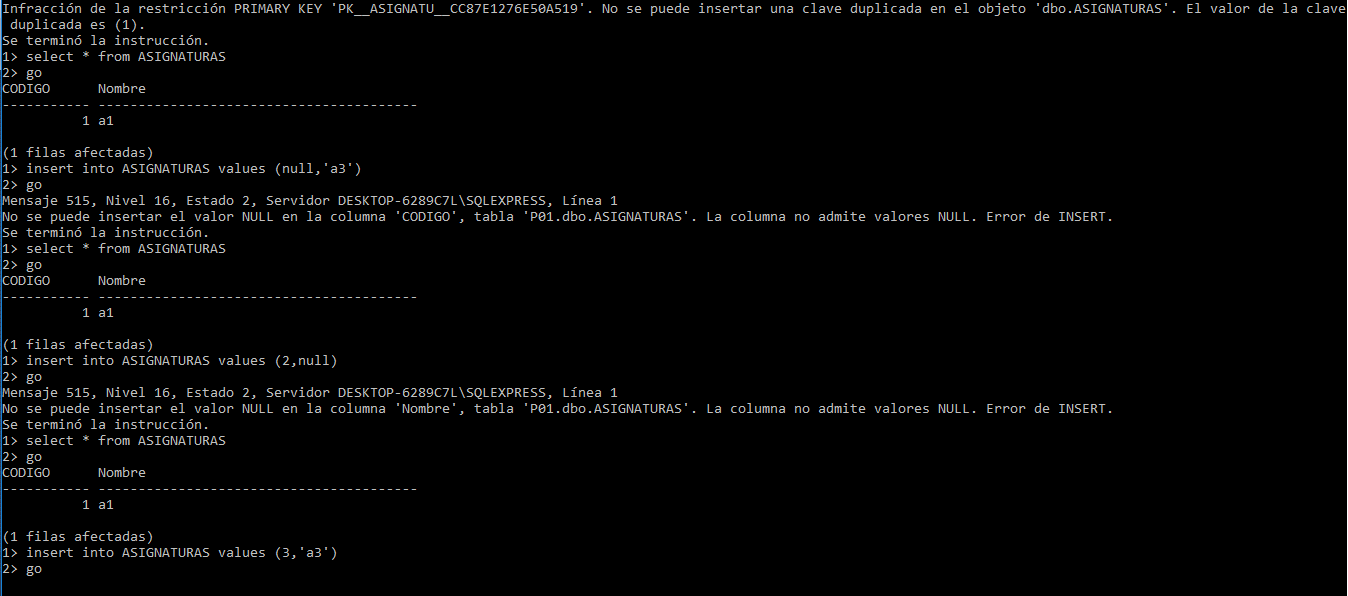 Infracción de la restricción PRIMARY KEY 'PK__ASIGNATU__CC87E1276E50A519'. No se puede insertar una clave duplicada en el objeto 'dbo.ASIGNATURAS'. El valor de la clave
 duplicada es (1).
Se terminó la instrucción.
1> select * from ASIGNATURAS
2> go
CODIGO      Nombre
----------- ----------------------------------------
          1 a1
(1 filas afectadas)
1> insert into ASIGNATURAS values (null,'a3')
2> go
Mensaje 515, Nivel 16, Estado 2, Servidor DESKTOP-6289C7L\SQLEXPRESS, Línea 1
No se puede insertar el valor NULL en la columna 'CODIGO', tabla 'P01.dbo.ASIGNATURAS'. La columna no admite valores NULL. Error de INSERT.
Se terminó la instrucción.
1> select * from ASIGNATURAS
2> go
CODIGO      Nombre
----------- ----------------------------------------
          1 a1
(1 filas afectadas)
1> insert into ASIGNATURAS values (2,null)
2> go
Mensaje 515, Nivel 16, Estado 2, Servidor DESKTOP-6289C7L\SQLEXPRESS, Línea 1
No se puede insertar el valor NULL en la columna 'Nombre', tabla 'P01.dbo.ASIGNATURAS'. La columna no admite valores NULL. Error de INSERT.
Se terminó la instrucción.
1> select * from ASIGNATURAS
2> go
CODIGO      Nombre
----------- ----------------------------------------
          1 a1
(1 filas afectadas)
1> insert into ASIGNATURAS values (3,'a3')
2> go